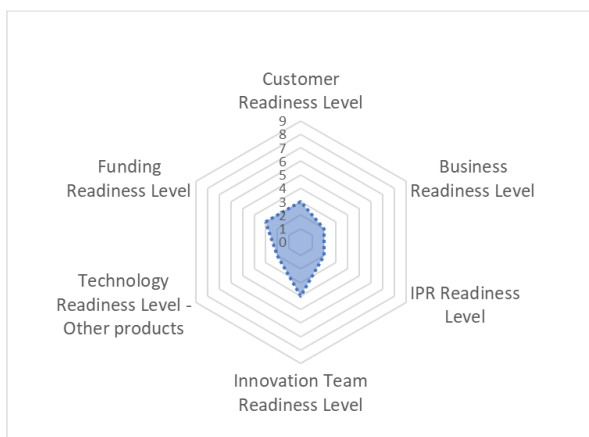 Customer
Readiness Level
9
8
7
6
5
4
3
2
1
0
Business
Readiness Level
IPR Readiness
Level
Innovation Team
Readiness Level
Technology
Readiness Level -
Other products
Funding
Readiness Level